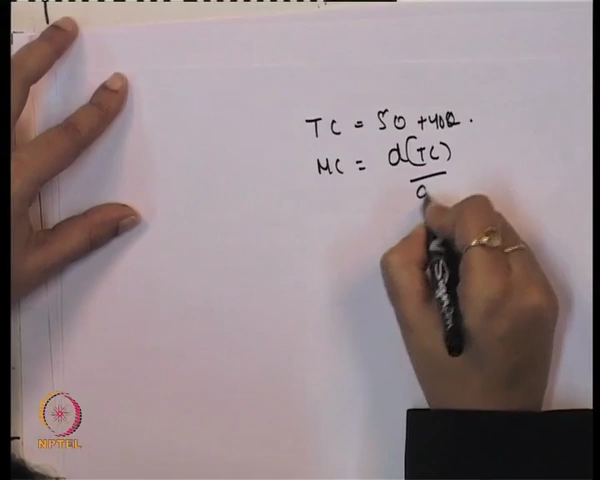 TC = 50 + 40Q.
MC = d(TC)
d
NPTEL